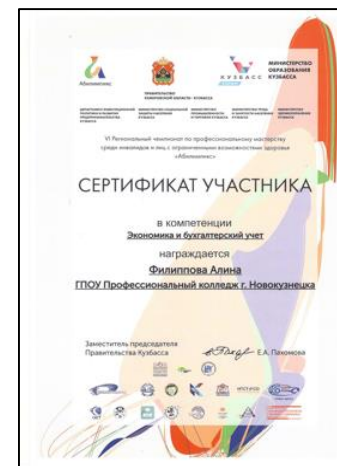 Абилимпикс
ПРАВИТЕЛЬСТВО
КЕМЕРОВСКОЙ ОБЛАСТИ - КУЗБАССА
КУЗБАСС
МИНИСТЕРСТВО
ОБРАЗОВАНИЯ
КУЗБАССА
VI Региональный чемпионат по профессиональному мастерству
среди инвалидов и лиц с ограниченными возможностями здоровья
«Абилимпикс»
СЕРТИФИКАТ УЧАСТНИКА
в компетенции
Экономика и бухгалтерский учет
награждается
Филиппова Алина
ГПОУ Профессиональный колледж г. Новокузнецка
Заместитель председателя
Правительства Кузбасса
Е.А. Пахомова